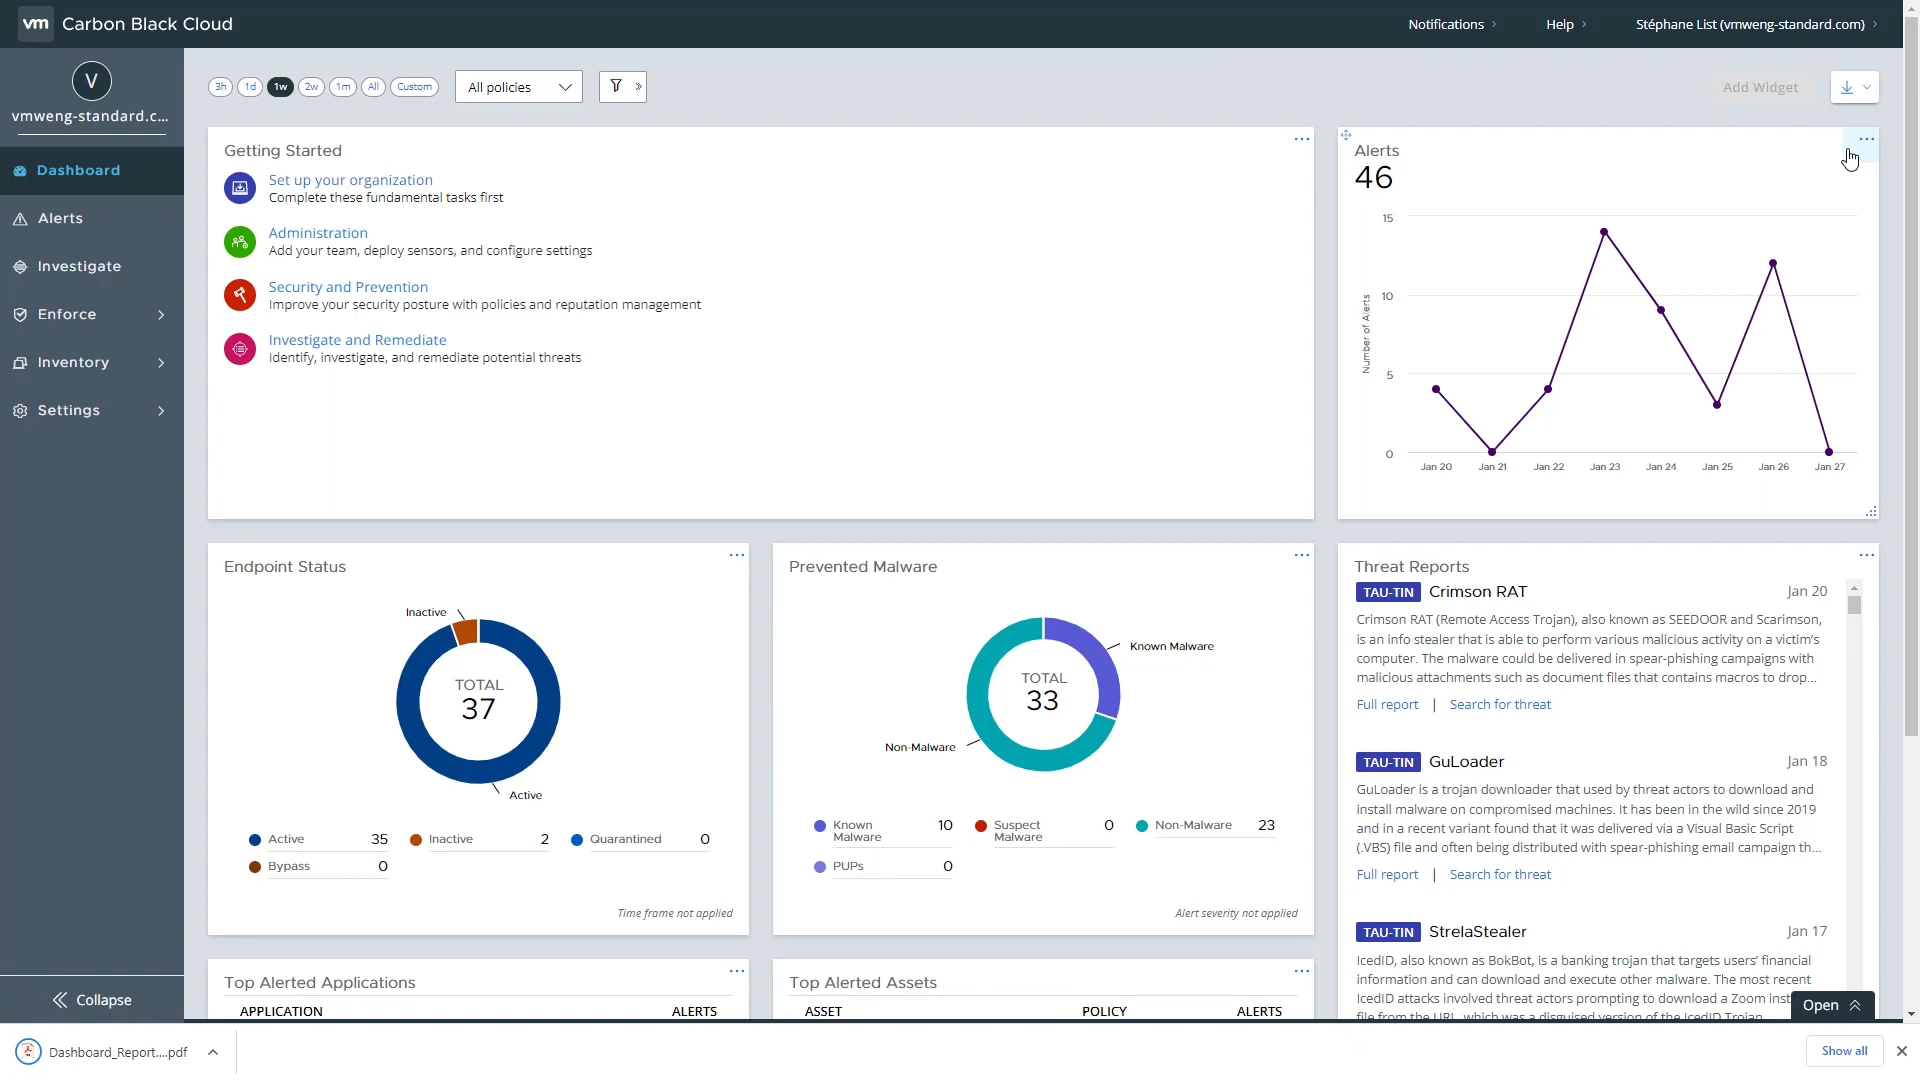 vm Carbon Black Cloud
Notifications
Help
Stéphane List (vmweng-standard.com)
V
vmweng-standard.c...
Dashboard
Alerts
Investigate
Enforce
Inventory
Settings
Collapse
3h 1d 1w 2w 1m All Custom
All policies
Add Widget
Getting Started
Set up your organization
Complete these fundamental tasks first
Administration
Add your team, deploy sensors, and configure settings
Security and Prevention
Improve your security posture with policies and reputation management
Investigate and Remediate
Identify, investigate, and remediate potential threats
Alerts
46
Number of Alerts
15
10
5
0
Jan 20 Jan 21 Jan 22 Jan 23 Jan 24 Jan 25 Jan 26 Jan 27
Endpoint Status
Inactive
TOTAL
37
Active
Active 35 Inactive 2 Quarantined 0
Bypass 0
Time frame not applied
Prevented Malware
Known Malware
TOTAL
33
Non-Malware
Known Malware 10 Suspect Malware 0 Non-Malware 23
PUPs 0
Alert severity not applied
Threat Reports
TAU-TIN Crimson RAT Jan 20
Crimson RAT (Remote Access Trojan), also known as SEEDOOR and Scarimson,
is an info stealer that is able to perform various malicious activity on a victim's
computer. The malware could be delivered in spear-phishing campaigns with
malicious attachments such as document files that contains macros to drop...
Full report | Search for threat
TAU-TIN GuLoader Jan 18
GuLoader is a trojan downloader that used by threat actors to download and
install malware on compromised machines. It has been in the wild since 2019
and in a recent variant found that it was delivered via a Visual Basic Script
(.VBS) file and often being distributed with spear-phishing email campaign th...
Full report | Search for threat
TAU-TIN StrelaStealer Jan 17
IcedID, also known as BokBot, is a banking trojan that targets users' financial
information and can download and execute other malware. The most recent
IcedID attacks involved threat actors prompting to download a Zoom inst
file from the URL, which was a disguised version of the IcedID Trojan
Open
Top Alerted Applications
APPLICATION ALERTS
Top Alerted Assets
ASSET POLICY ALERTS
Dashboard_Report....pdf
Show all